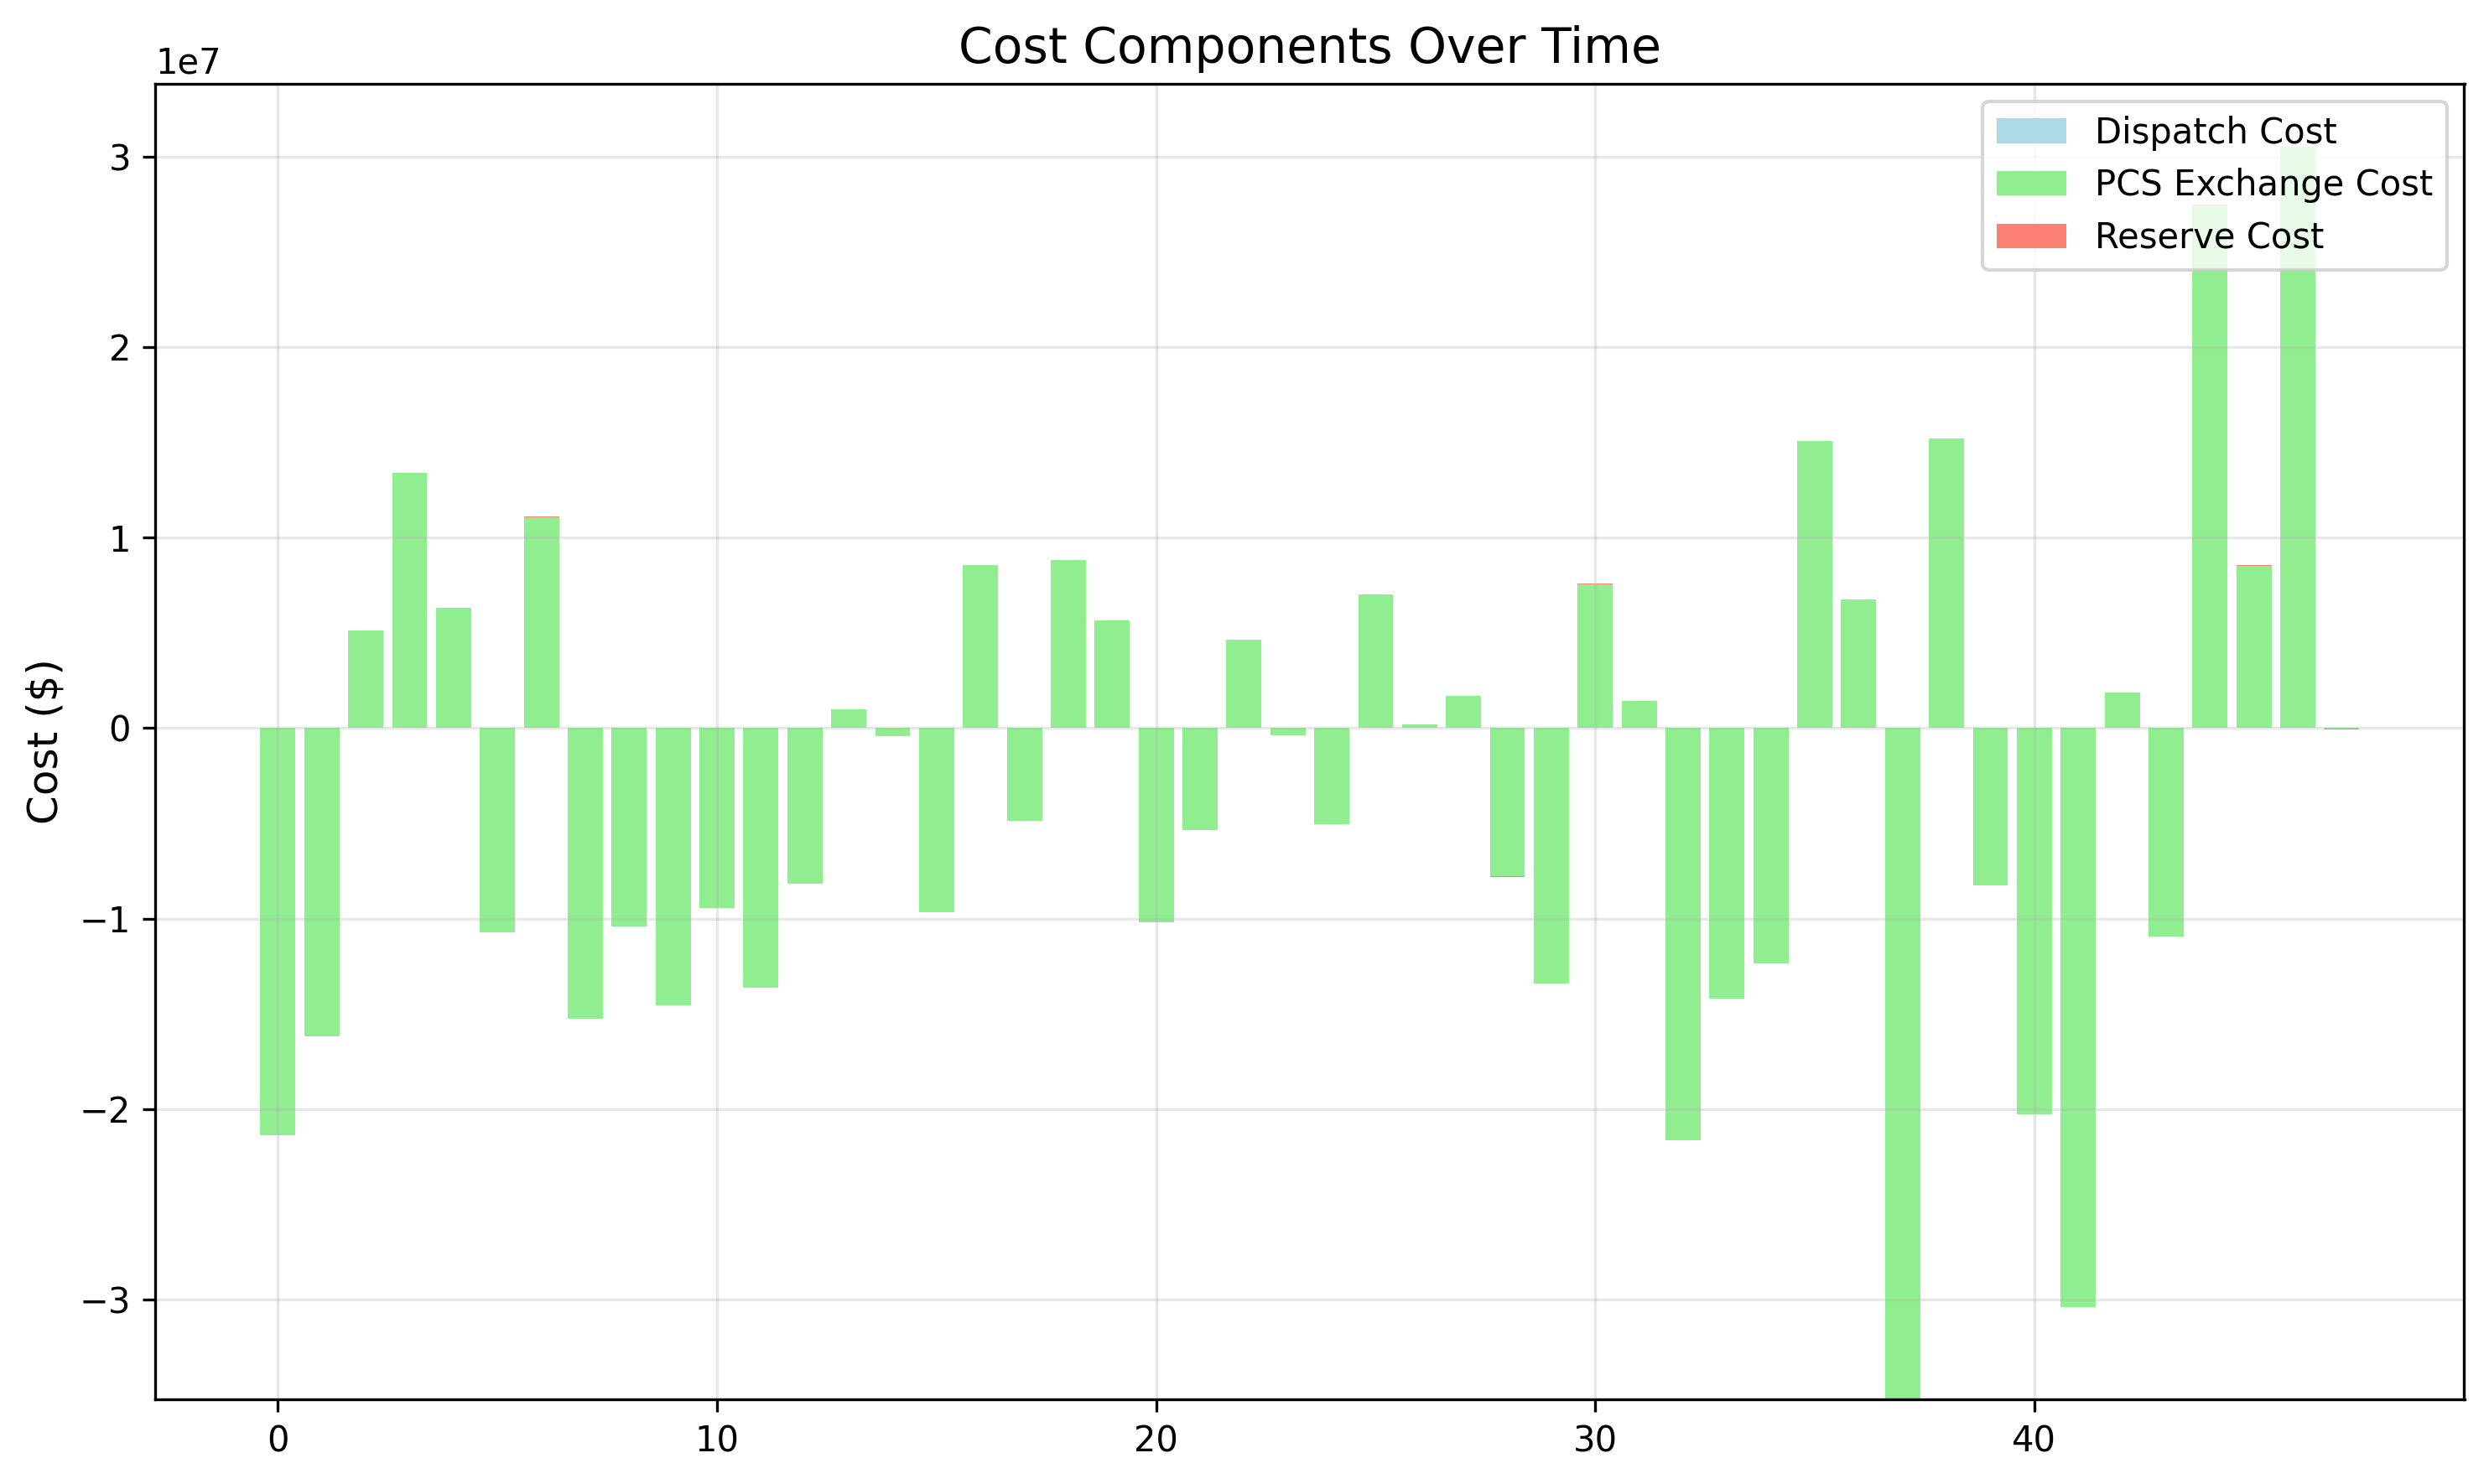 Cost Components Over Time
1e7
Dispatch Cost
PCS Exchange Cost
Reserve Cost
3
2
1
0
−1
−2
−3
Cost ($)
0 10 20 30 40